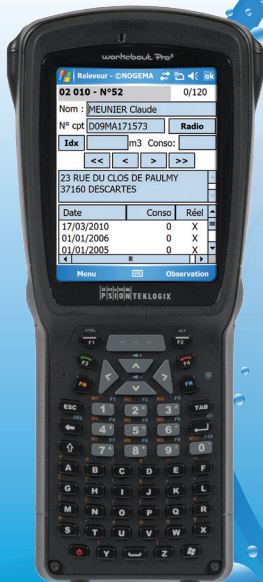 workabout Pro³
Releveur - ©NOGEMA ok
02 010 - N°52 0/120
Nom : MEUNIER Claude
N° cpt D09MA171573 Radio
Idx m3 Conso:
<< < > >>
23 RUE DU CLOS DE PAULMY
37160 DESCARTES
Date Conso Réel
17/03/2010 0 X
01/01/2006 0 X
01/01/2005 0 X
Menu Observation
PSION TEKLOGIX
CTRL ALT
F1 F2
F3 F4
FN FN
ESC 1 2 3 TAB
DEL
4 5 6
7 8 9 0
A B C D E F
G H I J K L
M N O P Q R
S T U V W X
Y Z